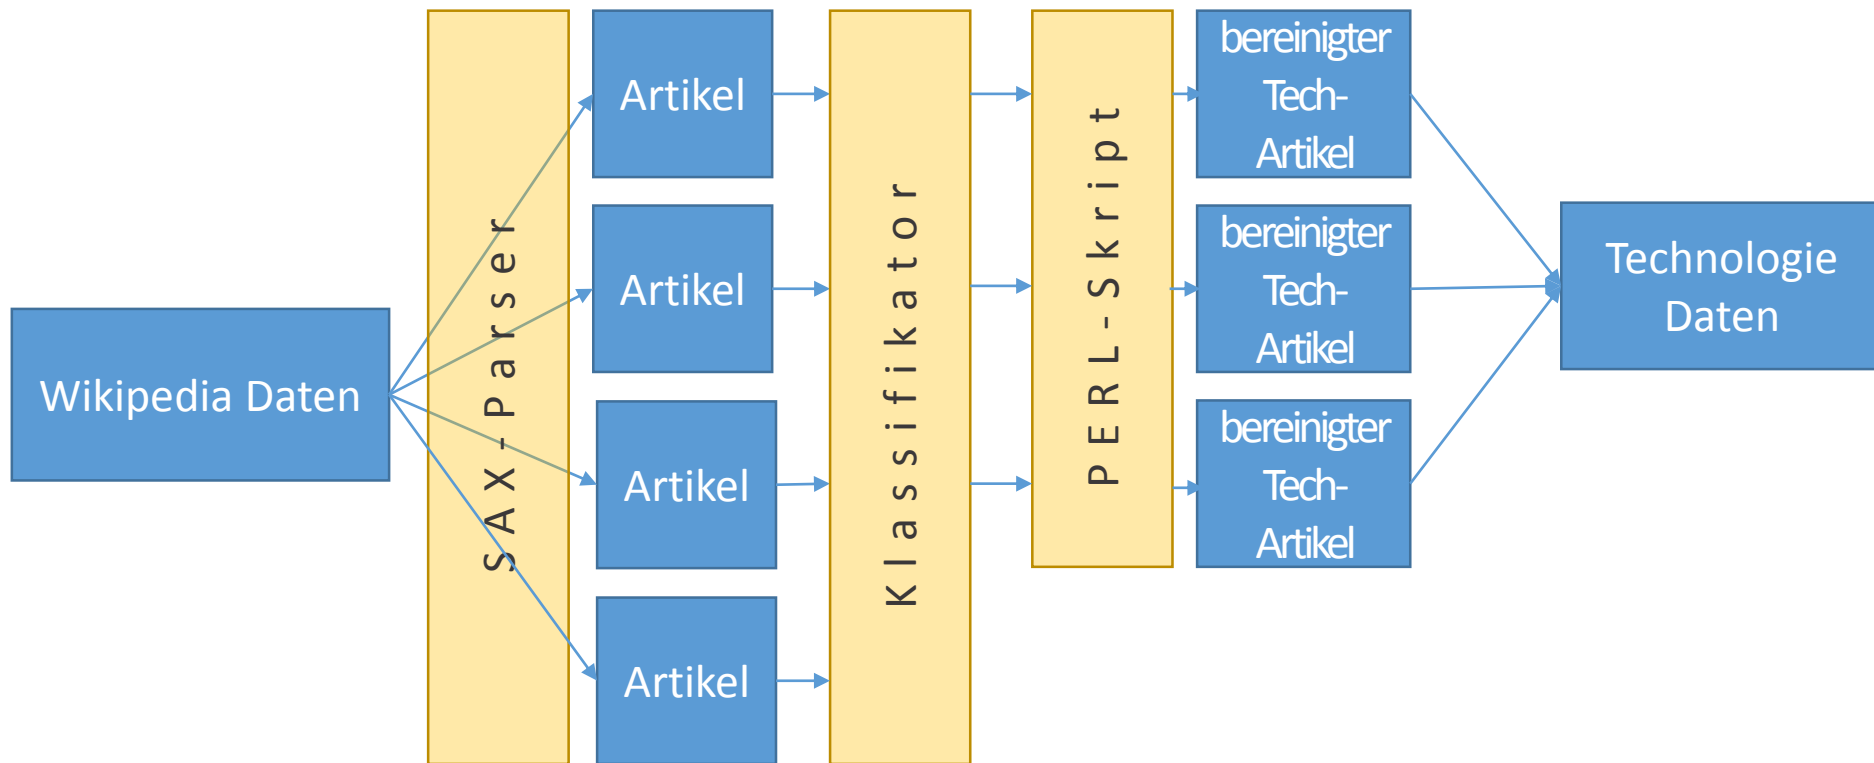 Wikipedia Daten
SAX-Parser
Artikel
Artikel
Artikel
Artikel
Klassifikator
PERL-Skript
bereinigter
Tech-
Artikel
bereinigter
Tech-
Artikel
bereinigter
Tech-
Artikel
Technologie
Daten